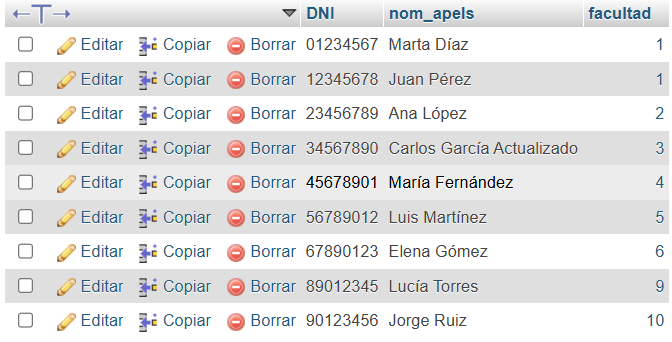 DNI nom_apels facultad
Editar Copiar Borrar 01234567 Marta Díaz 1
Editar Copiar Borrar 12345678 Juan Pérez 1
Editar Copiar Borrar 23456789 Ana López 2
Editar Copiar Borrar 34567890 Carlos García Actualizado 3
Editar Copiar Borrar 45678901 María Fernández 4
Editar Copiar Borrar 56789012 Luis Martínez 5
Editar Copiar Borrar 67890123 Elena Gómez 6
Editar Copiar Borrar 89012345 Lucía Torres 9
Editar Copiar Borrar 90123456 Jorge Ruiz 10